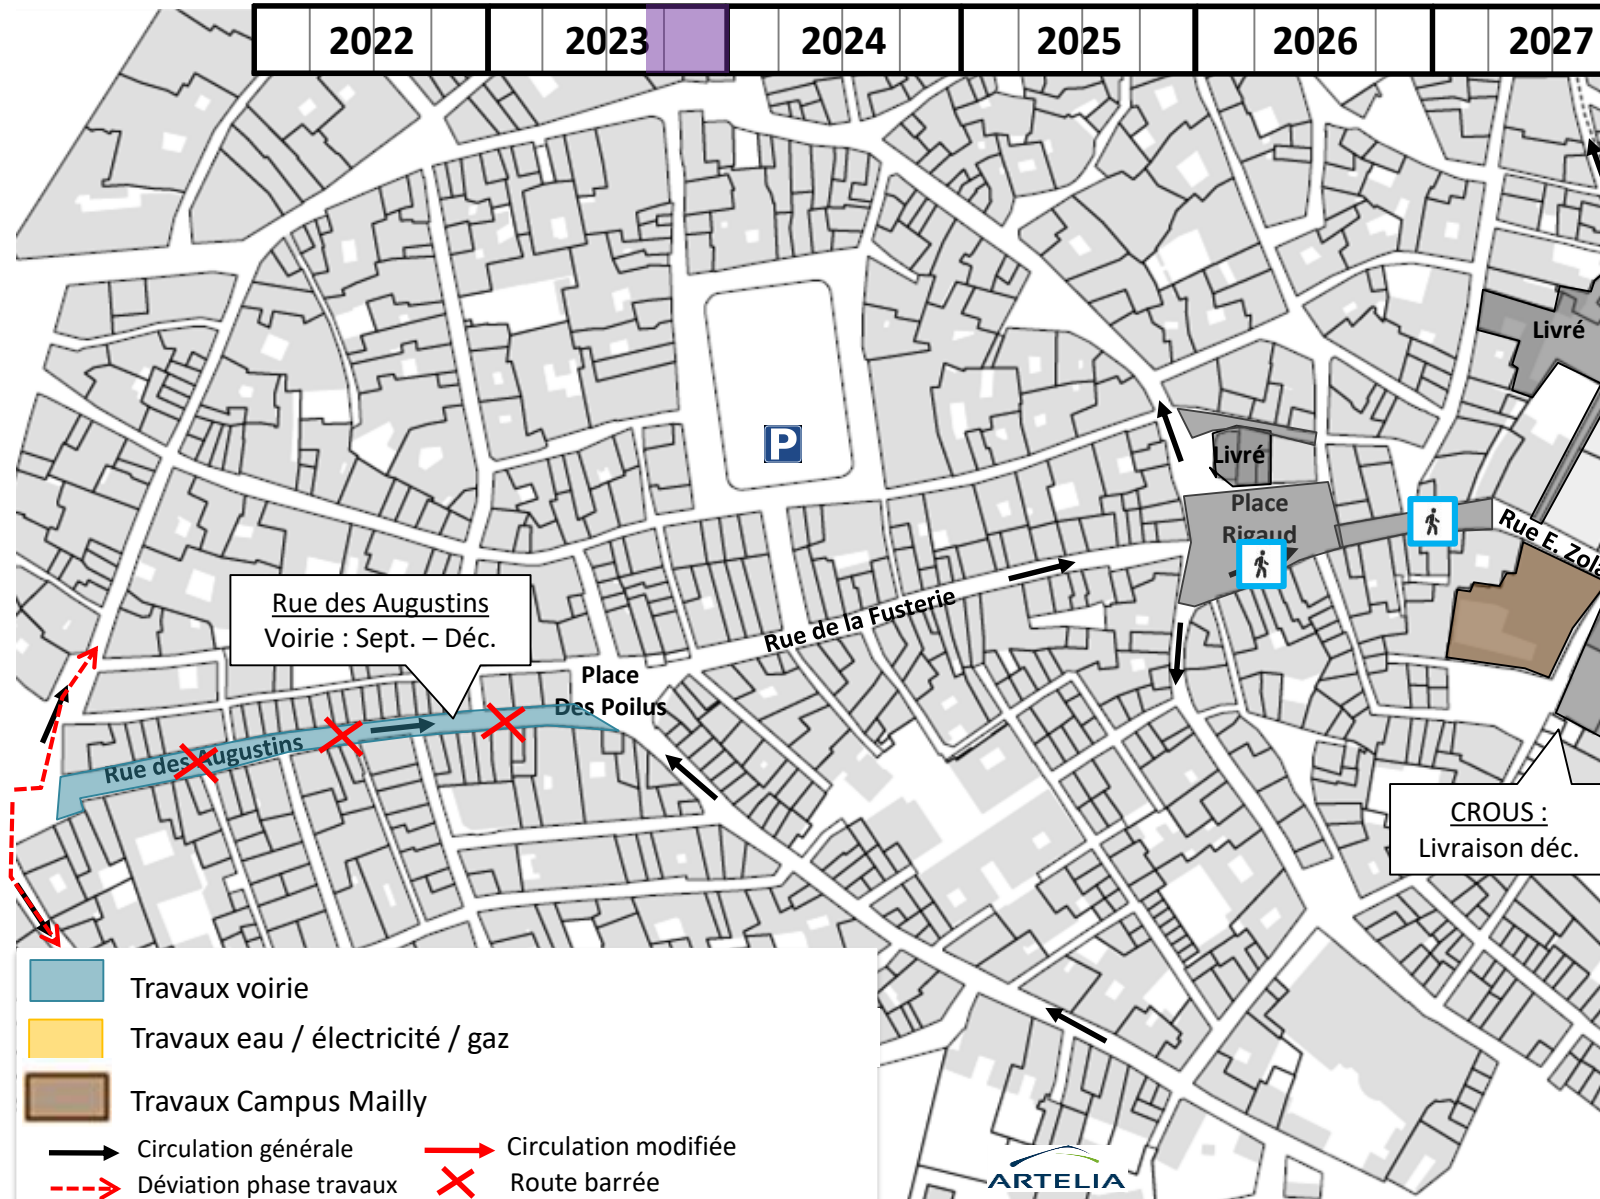 2022 2023 2024 2025 2026 2027
Livré
P
Livré
Place
Rigaud
Rue E. Zola
Rue des Augustins
Voirie : Sept. – Déc.
Rue de la Fusterie
Place
Des Poilus
Rue des Augustins
CROUS :
Livraison déc.
Travaux voirie
Travaux eau / électricité / gaz
Travaux Campus Mailly
Circulation générale
Circulation modifiée
Déviation phase travaux
Route barrée
ARTELIA